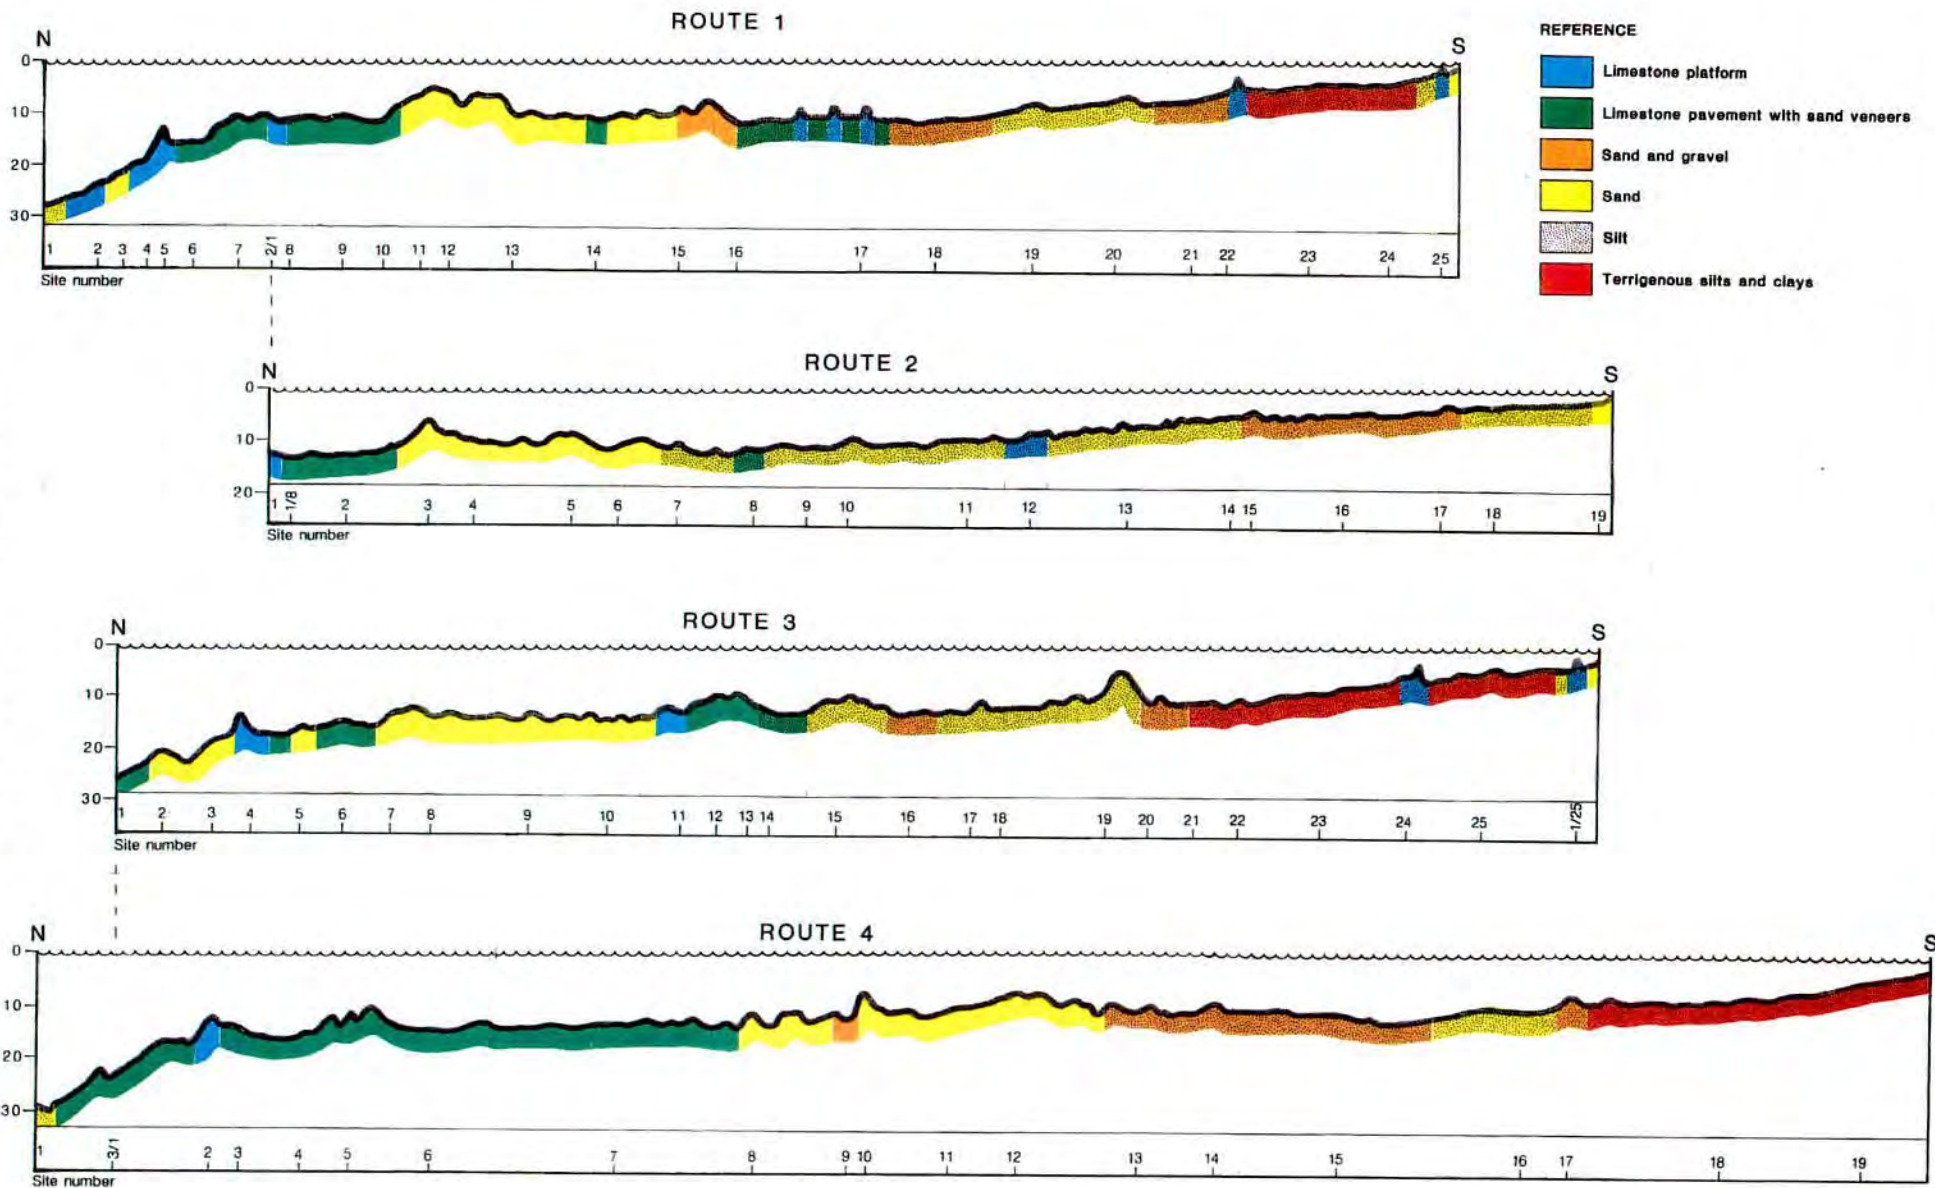 ROUTE 1
N
S
0
10
20
30
1 2 3 4 5 6 7 2/1 8 9 10 11 12 13 14 15 16 17 18 19 20 21 22 23 24 25
Site number
REFERENCE
Limestone platform
Limestone pavement with sand veneers
Sand and gravel
Sand
Silt
Terrigenous silts and clays
ROUTE 2
N
S
0
10
20
1 1/8 2 3 4 5 6 7 8 9 10 11 12 13 14 15 16 17 18 19
Site number
ROUTE 3
N
S
0
10
20
30
1 2 3 4 5 6 7 8 9 10 11 12 13 14 15 16 17 18 19 20 21 22 23 24 25 1/25
Site number
ROUTE 4
N
S
0
10
20
30
1 3/1 2 3 4 5 6 7 8 9 10 11 12 13 14 15 16 17 18 19
Site number